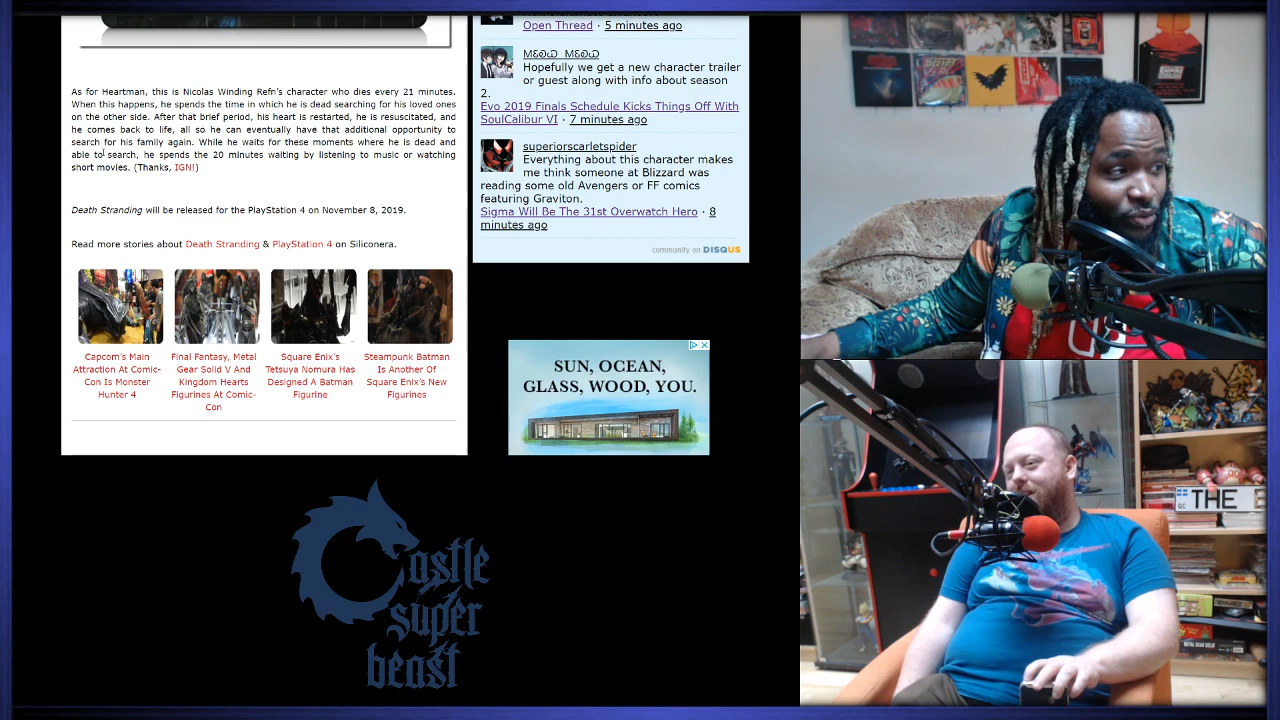 As for Heartman, this is Nicolas Winding Refn's character who dies every 21 minutes.
When this happens, he spends the time in which he is dead searching for his loved ones
on the other side. After that brief period, his heart is restarted, he is resuscitated, and
he comes back to life, all so he can eventually have that additional opportunity to
search for his family again. While he waits for these moments where he is dead and
able to search, he spends the 20 minutes waiting by listening to music or watching
short movies. (Thanks, IGN!)
Death Stranding will be released for the PlayStation 4 on November 8, 2019.
Read more stories about Death Stranding & PlayStation 4 on Siliconera.
Capcom's Main
Attraction At Comic-
Con Is Monster
Hunter 4
Final Fantasy, Metal
Gear Solid V And
Kingdom Hearts
Figurines At Comic-
Con
Square Enix's
Tetsuya Nomura Has
Designed A Batman
Figurine
Steampunk Batman
Is Another Of
Square Enix's New
Figurines
Open Thread · 5 minutes ago
Hopefully we get a new character trailer
or guest along with info about season
2.
Evo 2019 Finals Schedule Kicks Things Off With
SoulCalibur VI · 7 minutes ago
superiorscarletspider
Everything about this character makes
me think someone at Blizzard was
reading some old Avengers or FF comics
featuring Graviton.
Sigma Will Be The 31st Overwatch Hero · 8
minutes ago
community on DISQUS
SUN, OCEAN,
GLASS, WOOD, YOU.
Castle
super
beast
THE